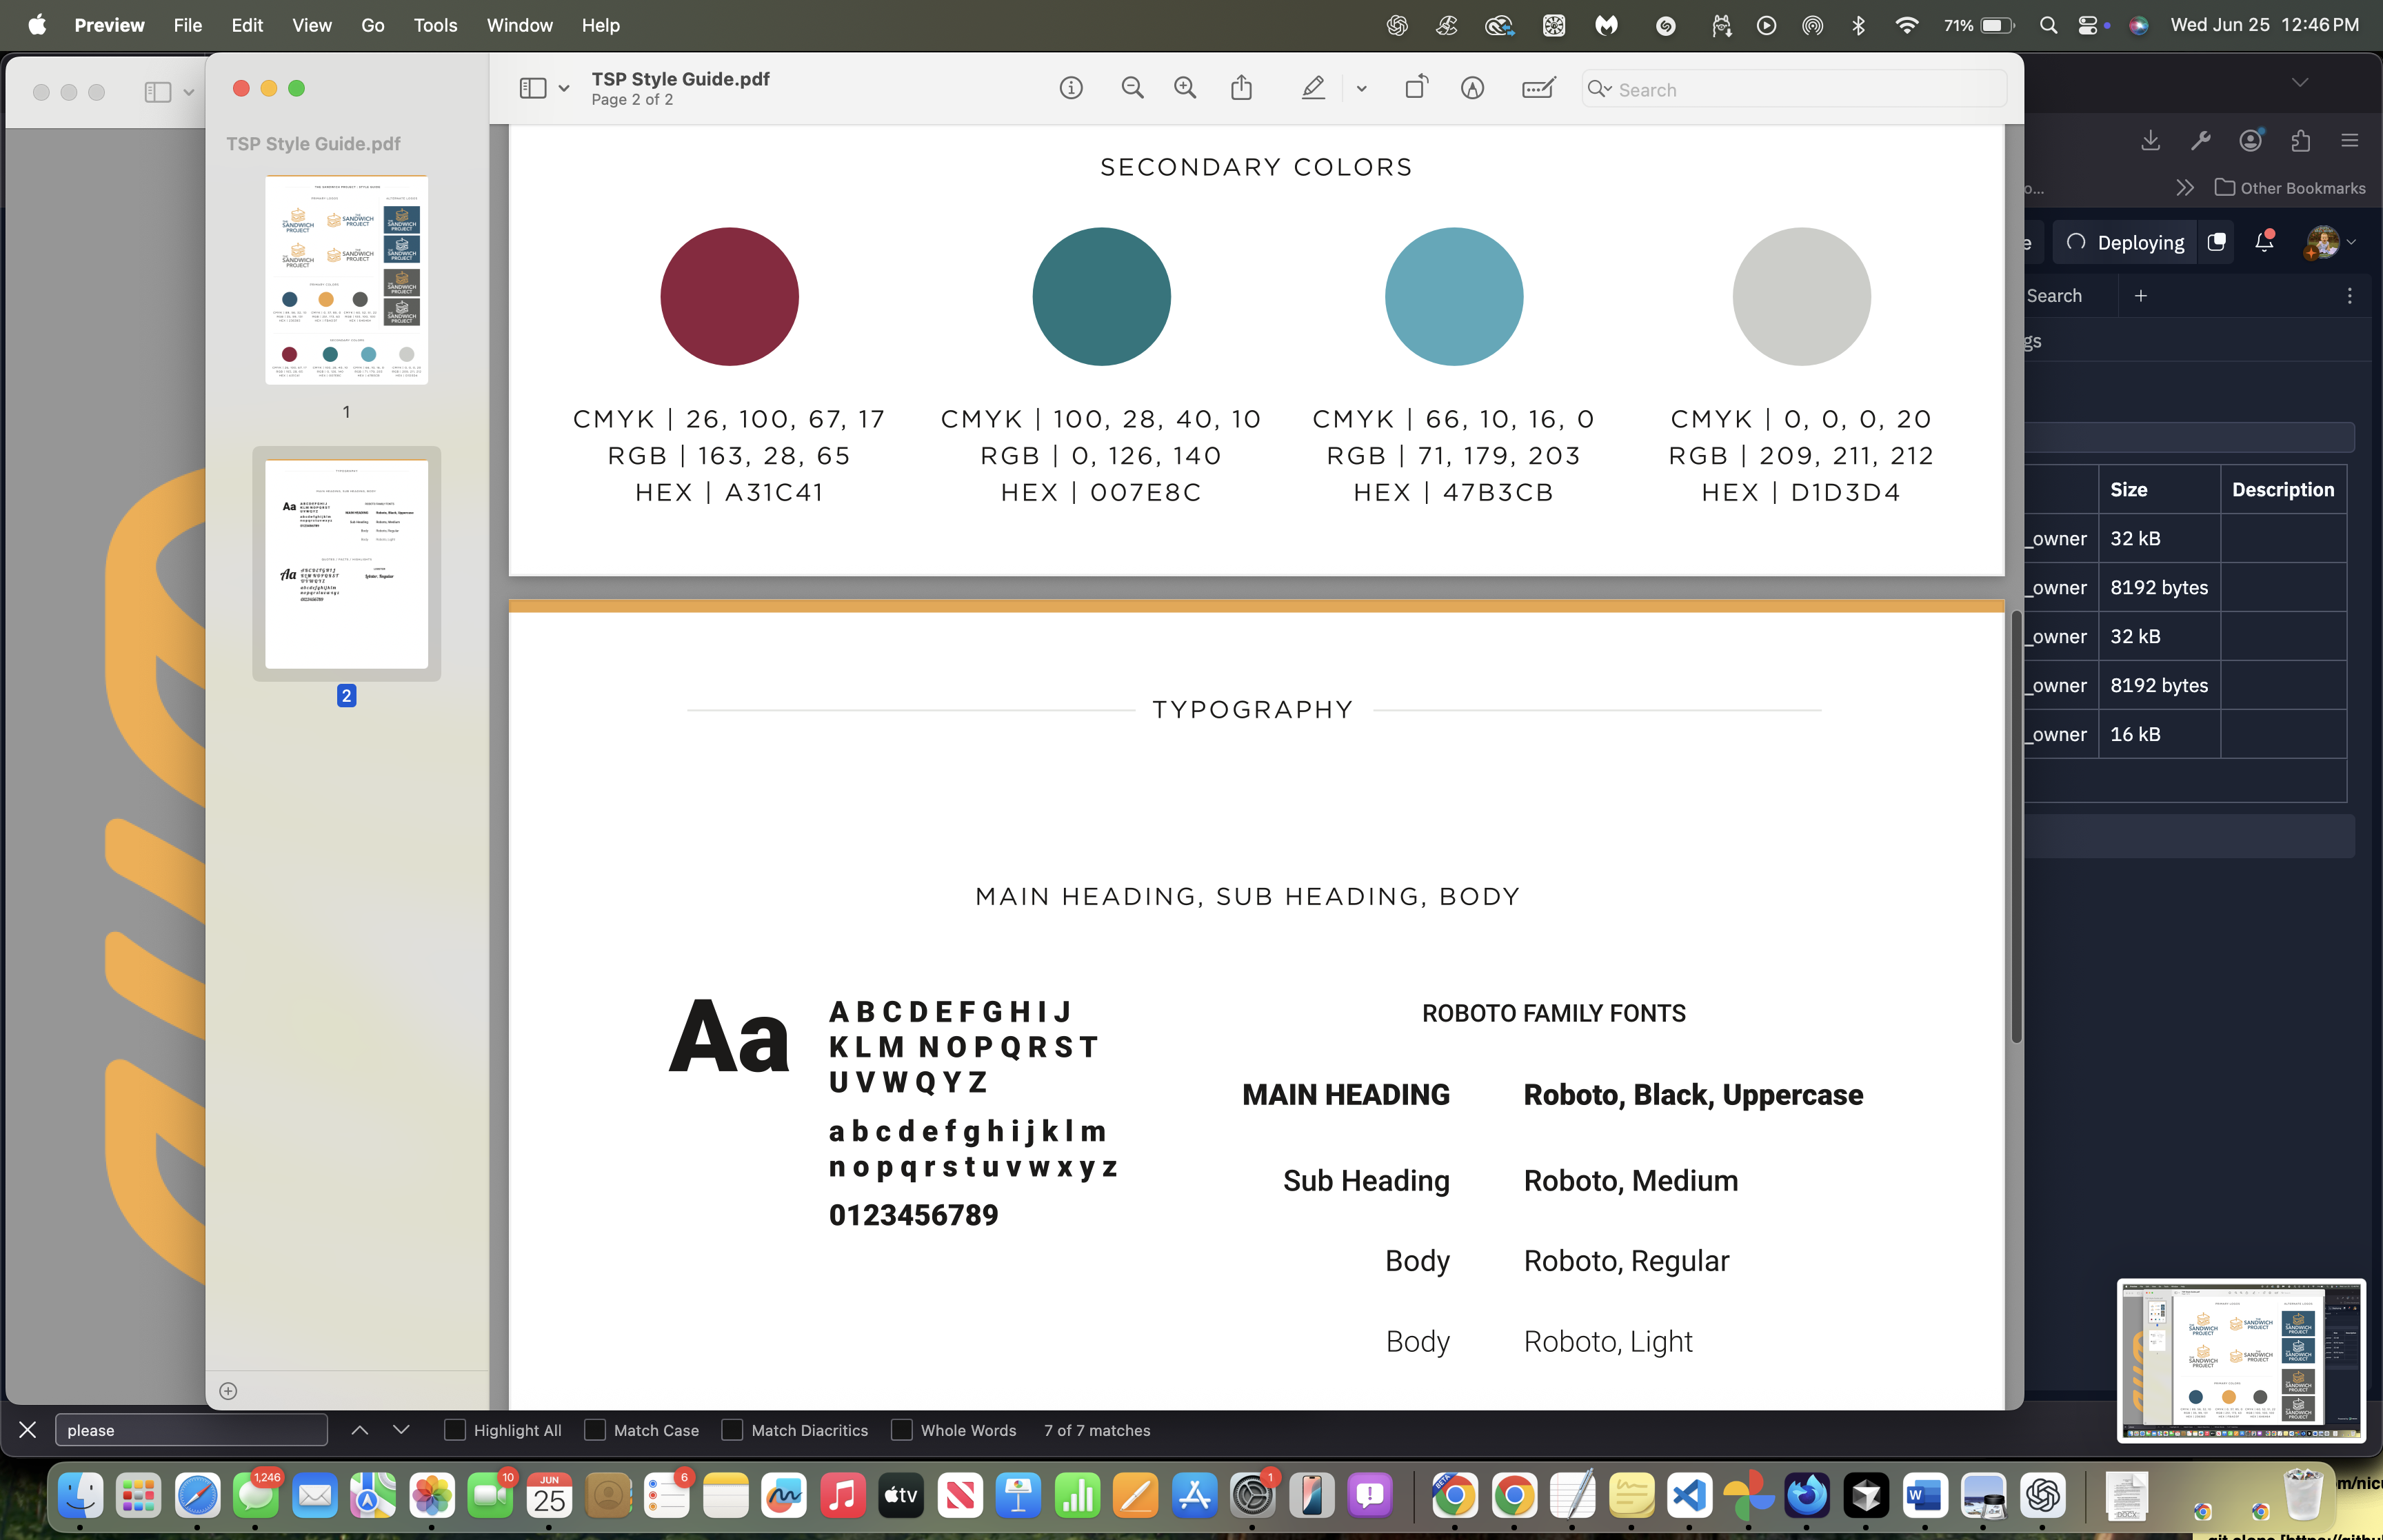 Preview File Edit View Go Tools Window Help
71% Wed Jun 25 12:46 PM
TSP Style Guide.pdf
Page 2 of 2
Search
TSP Style Guide.pdf
1
2
SECONDARY COLORS
CMYK | 26, 100, 67, 17
RGB | 163, 28, 65
HEX | A31C41
CMYK | 100, 28, 40, 10
RGB | 0, 126, 140
HEX | 007E8C
CMYK | 66, 10, 16, 0
RGB | 71, 179, 203
HEX | 47B3CB
CMYK | 0, 0, 0, 20
RGB | 209, 211, 212
HEX | D1D3D4
TYPOGRAPHY
MAIN HEADING, SUB HEADING, BODY
Aa
A B C D E F G H I J
K L M N O P Q R S T
U V W Q Y Z
a b c d e f g h i j k l m
n o p q r s t u v w x y z
0123456789
ROBOTO FAMILY FONTS
MAIN HEADING Roboto, Black, Uppercase
Sub Heading Roboto, Medium
Body Roboto, Regular
Body Roboto, Light
o...
Other Bookmarks
e
Deploying
Search
gs
Size Description
_owner 32 kB
_owner 8192 bytes
_owner 32 kB
_owner 8192 bytes
_owner 16 kB
please
Highlight All Match Case Match Diacritics Whole Words 7 of 7 matches
1,246
10
JUN
25
6
tv
1
BETA
W
DOCX
m/nic